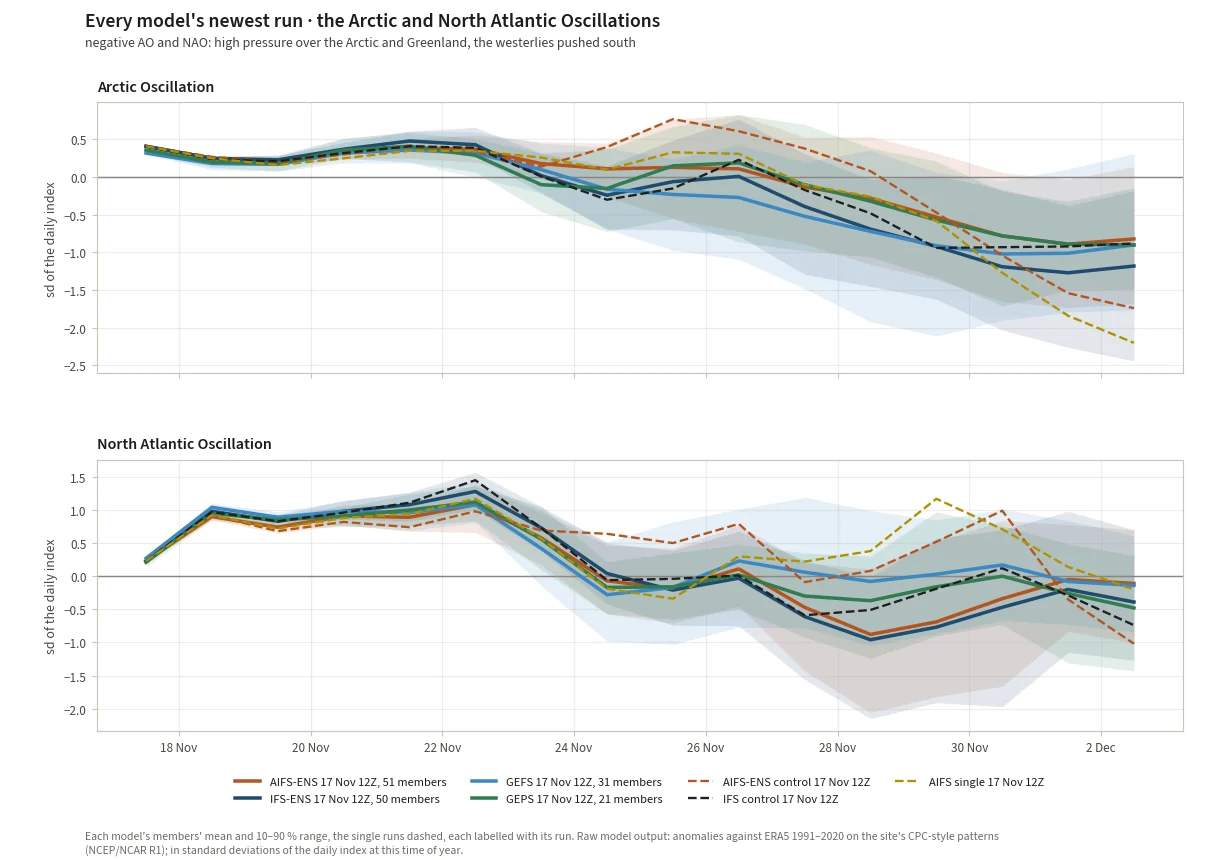 Every model's newest run · the Arctic and North Atlantic Oscillations
negative AO and NAO: high pressure over the Arctic and Greenland, the westerlies pushed south
Arctic Oscillation
sd of the daily index
0.5
0.0
−0.5
−1.0
−1.5
−2.0
−2.5
North Atlantic Oscillation
sd of the daily index
1.5
1.0
0.5
0.0
−0.5
−1.0
−1.5
−2.0
18 Nov 20 Nov 22 Nov 24 Nov 26 Nov 28 Nov 30 Nov 2 Dec
AIFS-ENS 17 Nov 12Z, 51 members GEFS 17 Nov 12Z, 31 members AIFS-ENS control 17 Nov 12Z AIFS single 17 Nov 12Z
IFS-ENS 17 Nov 12Z, 50 members GEPS 17 Nov 12Z, 21 members IFS control 17 Nov 12Z
Each model's members' mean and 10–90 % range, the single runs dashed, each labelled with its run. Raw model output: anomalies against ERA5 1991–2020 on the site's CPC-style patterns
(NCEP/NCAR R1); in standard deviations of the daily index at this time of year.